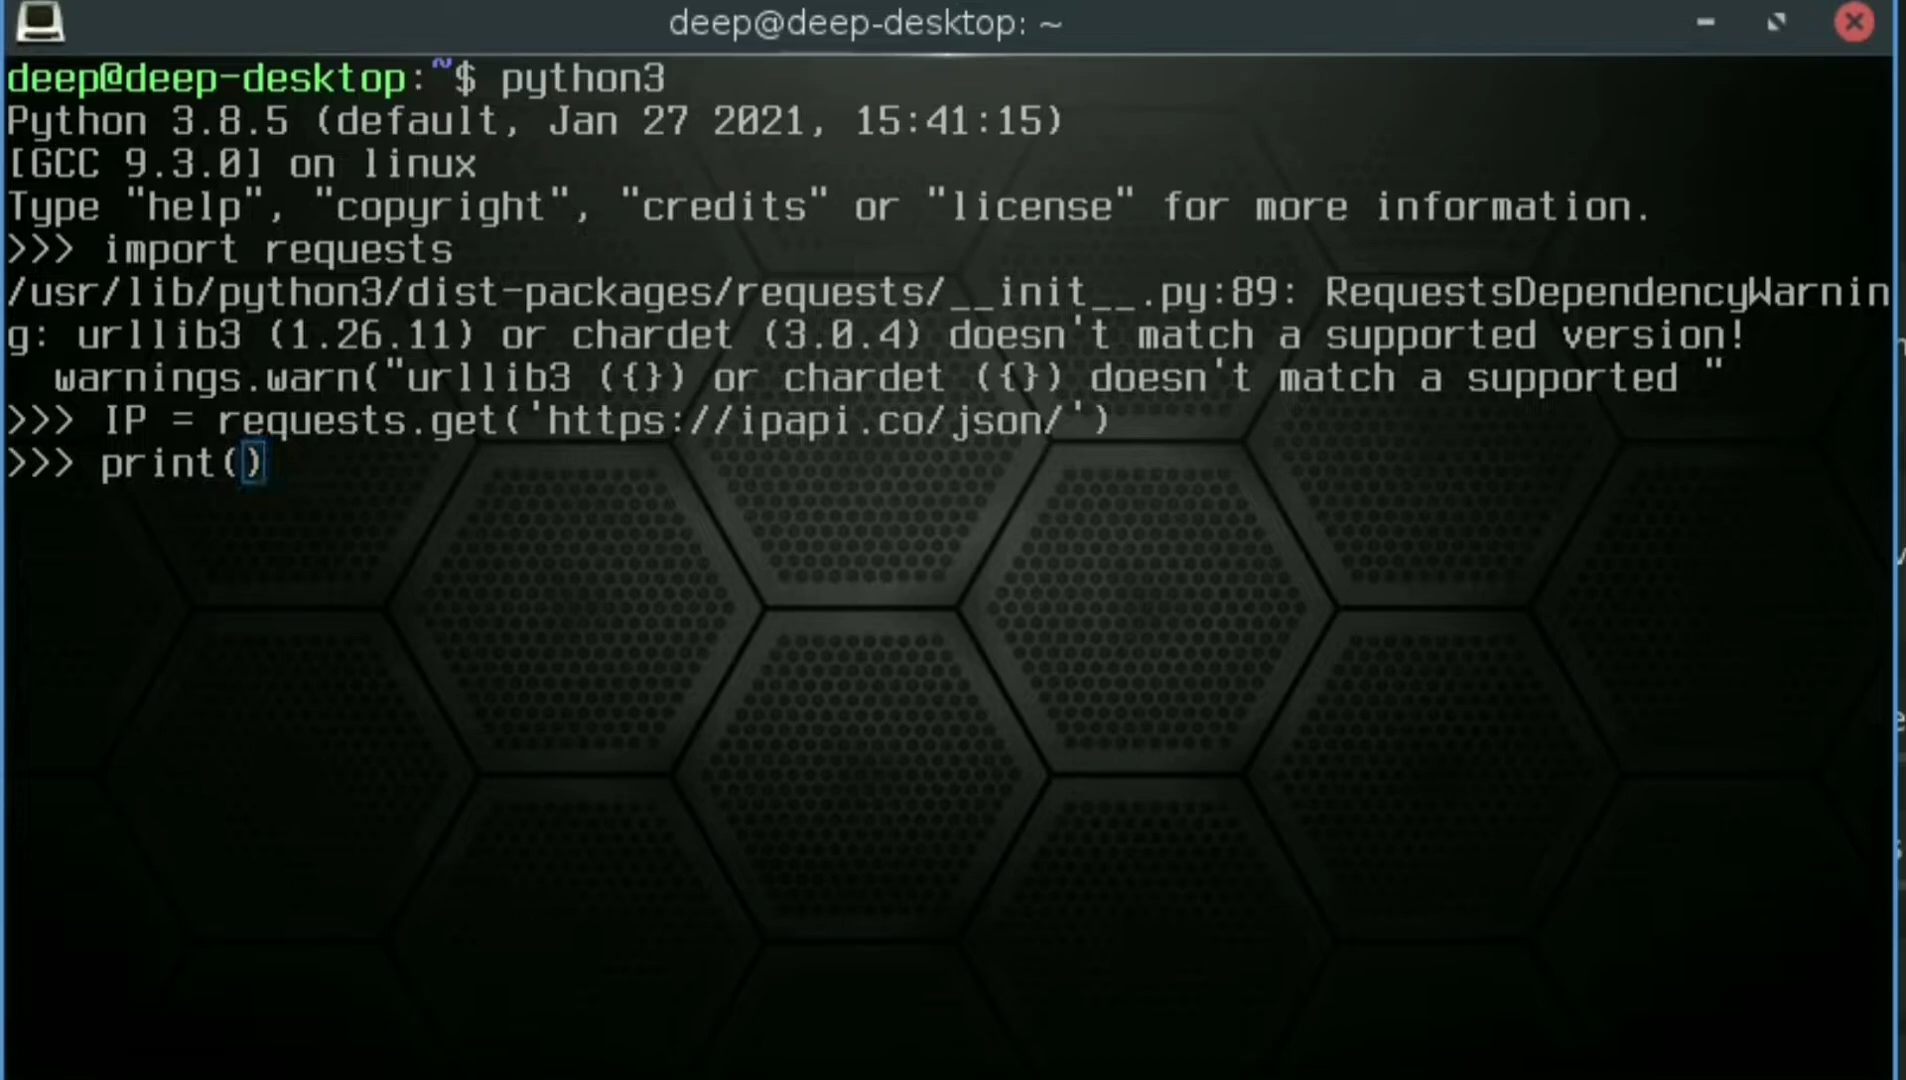 deep@deep-desktop: ~
deep@deep-desktop:~$ python3
Python 3.8.5 (default, Jan 27 2021, 15:41:15)
[GCC 9.3.0] on linux
Type "help", "copyright", "credits" or "license" for more information.
>>> import requests
/usr/lib/python3/dist-packages/requests/__init__.py:89: RequestsDependencyWarnin
g: urllib3 (1.26.11) or chardet (3.0.4) doesn't match a supported version!
  warnings.warn("urllib3 ({}) or chardet ({}) doesn't match a supported "
>>> IP = requests.get('https://ipapi.co/json/')
>>> print()